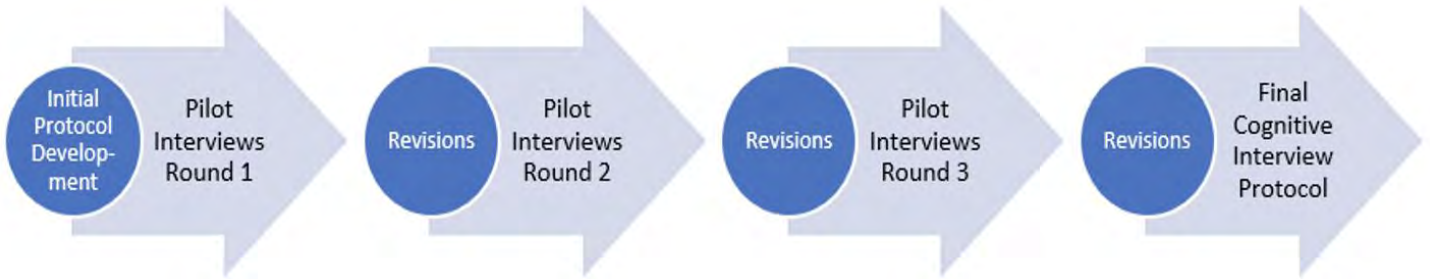 Initial
Protocol
Develop-
ment
Pilot
Interviews
Round 1
Revisions
Pilot
Interviews
Round 2
Revisions
Pilot
Interviews
Round 3
Revisions
Final
Cognitive
Interview
Protocol